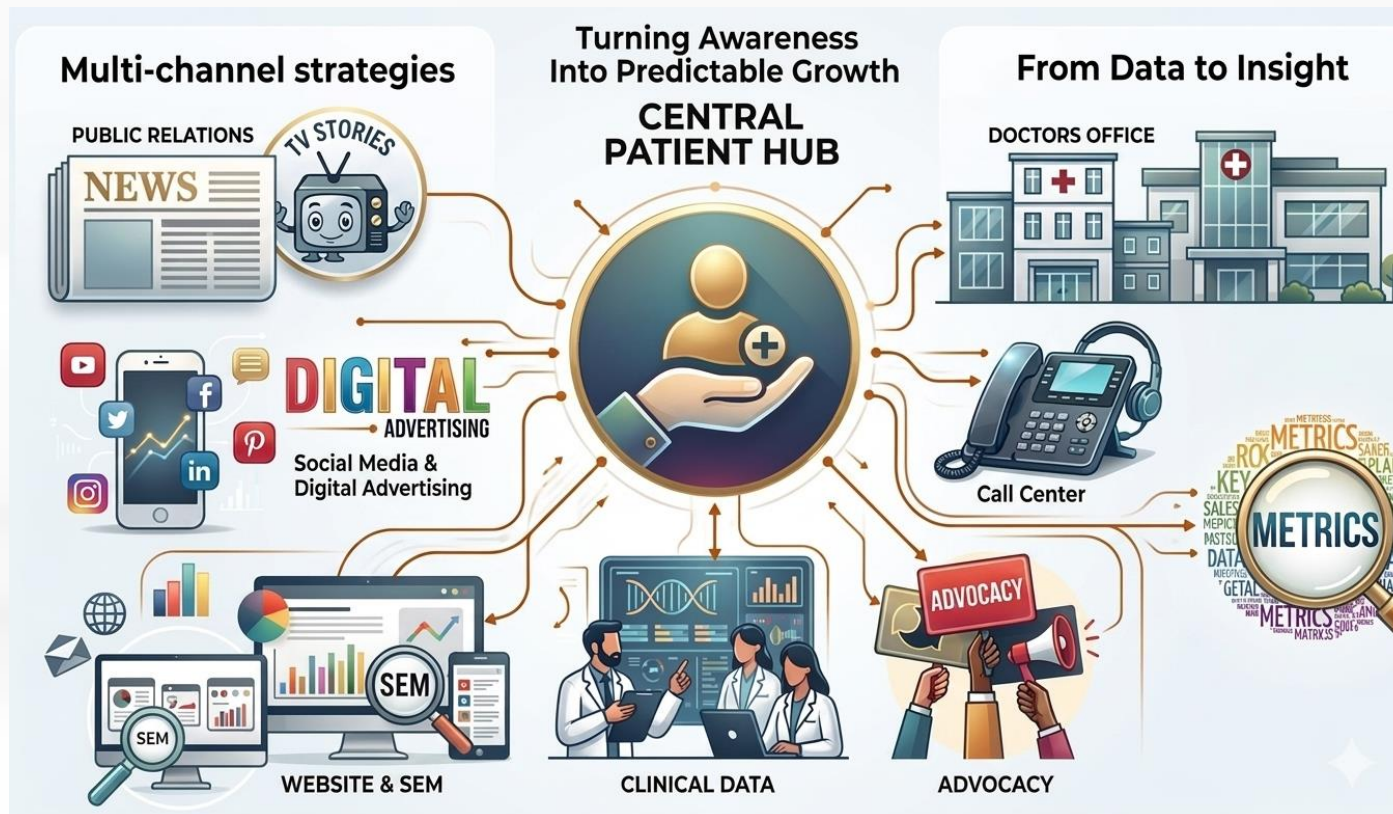 Multi-channel strategies
PUBLIC RELATIONS
NEWS
TV STORIES
DIGITAL
ADVERTISING
Social Media &
Digital Advertising
f
in
SEM
SEM
WEBSITE & SEM
Turning Awareness
Into Predictable Growth
CENTRAL
PATIENT HUB
CLINICAL DATA
ADVOCACY
ADVOCACY
From Data to Insight
DOCTORS OFFICE
Call Center
METRICS
ROK
KEY
SALES
DATA
METRICS
METRICS